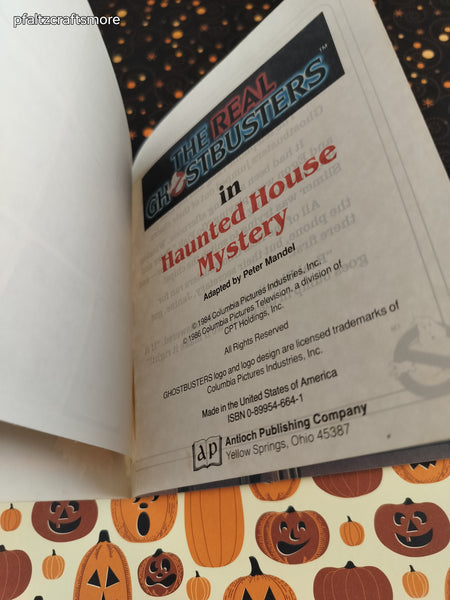 pfaltzcraftsmore
THE REAL
GHOSTBUSTERS™
in
Haunted House
Mystery
Adapted by Peter Mandel
© 1984 Columbia Pictures Industries, Inc.
© 1986 Columbia Pictures Television, a division of
CPT Holdings, Inc.
All Rights Reserved
GHOSTBUSTERS logo and logo design are licensed trademarks of
Columbia Pictures Industries, Inc.
Made in the United States of America
ISBN 0-89954-664-1
ap Antioch Publishing Company
Yellow Springs, Ohio 45387